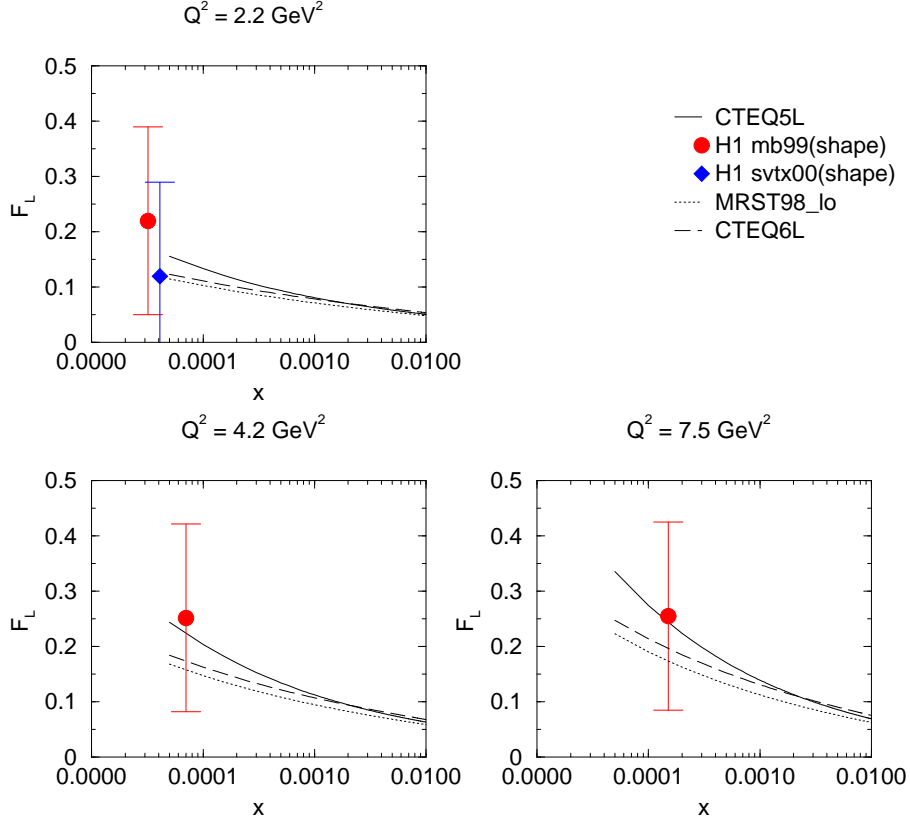 Q² = 2.2 GeV²
0.5
0.4
0.3
0.2
0.1
0
F_L
0.0000 0.0001 0.0010 0.0100
x
CTEQ5L
H1 mb99(shape)
H1 svtx00(shape)
MRST98_lo
CTEQ6L
Q² = 4.2 GeV²
0.5
0.4
0.3
0.2
0.1
0
F_L
0.0000 0.0001 0.0010 0.0100
x
Q² = 7.5 GeV²
0.5
0.4
0.3
0.2
0.1
0
F_L
0.0000 0.0001 0.0010 0.0100
x